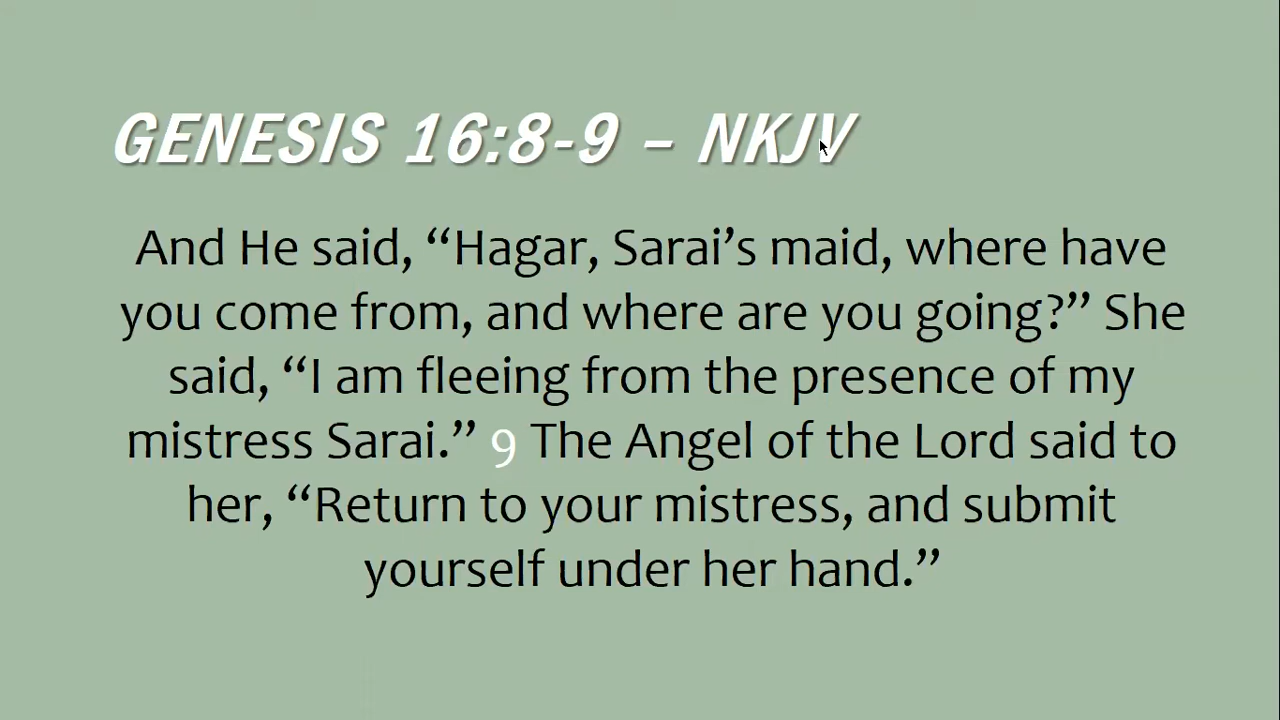 GENESIS 16:8-9 – NKJV
And He said, “Hagar, Sarai’s maid, where have
you come from, and where are you going?” She
said, “I am fleeing from the presence of my
mistress Sarai.” 9 The Angel of the Lord said to
her, “Return to your mistress, and submit
yourself under her hand.”